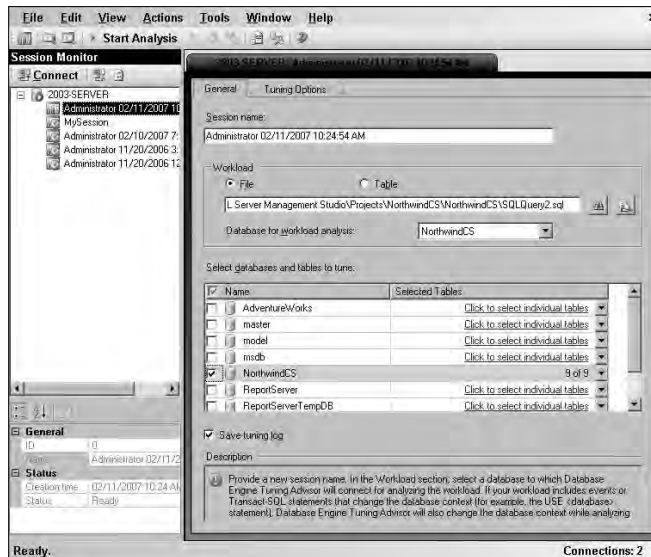 File Edit View Actions Tools Window Help
Start Analysis
Session Monitor
Connect
2003-SERVER
Administrator 02/11/2007 10
MySession
Administrator 02/10/2007 7:
Administrator 11/20/2006 3:
Administrator 11/20/2006 12
General
ID 0
Name Administrator 02/11/2
Status
Creation time 02/11/2007 10:24 AM
Status Ready
2003-SERVER - Administrator 02/11/2007 10:24:54 AM
General Tuning Options
Session name:
Administrator 02/11/2007 10:24:54 AM
Workload
File Table
L Server Management Studio\Projects\NorthwindCS\NorthwindCS\SQLQuery2.sql
Database for workload analysis: NorthwindCS
Select databases and tables to tune:
Name Selected Tables
AdventureWorks Click to select individual tables
master Click to select individual tables
model Click to select individual tables
msdb Click to select individual tables
NorthwindCS 9 of 9
ReportServer Click to select individual tables
ReportServerTempDB Click to select individual tables
Save tuning log
Description
Provide a new session name. In the Workload section, select a database to which Database
Engine Tuning Advisor will connect for analyzing the workload. If your workload includes events or
Transact-SQL statements that change the database context (for example, the USE <database>
statement), Database Engine Tuning Advisor will also change the database context while analyzing
Ready. Connections: 2